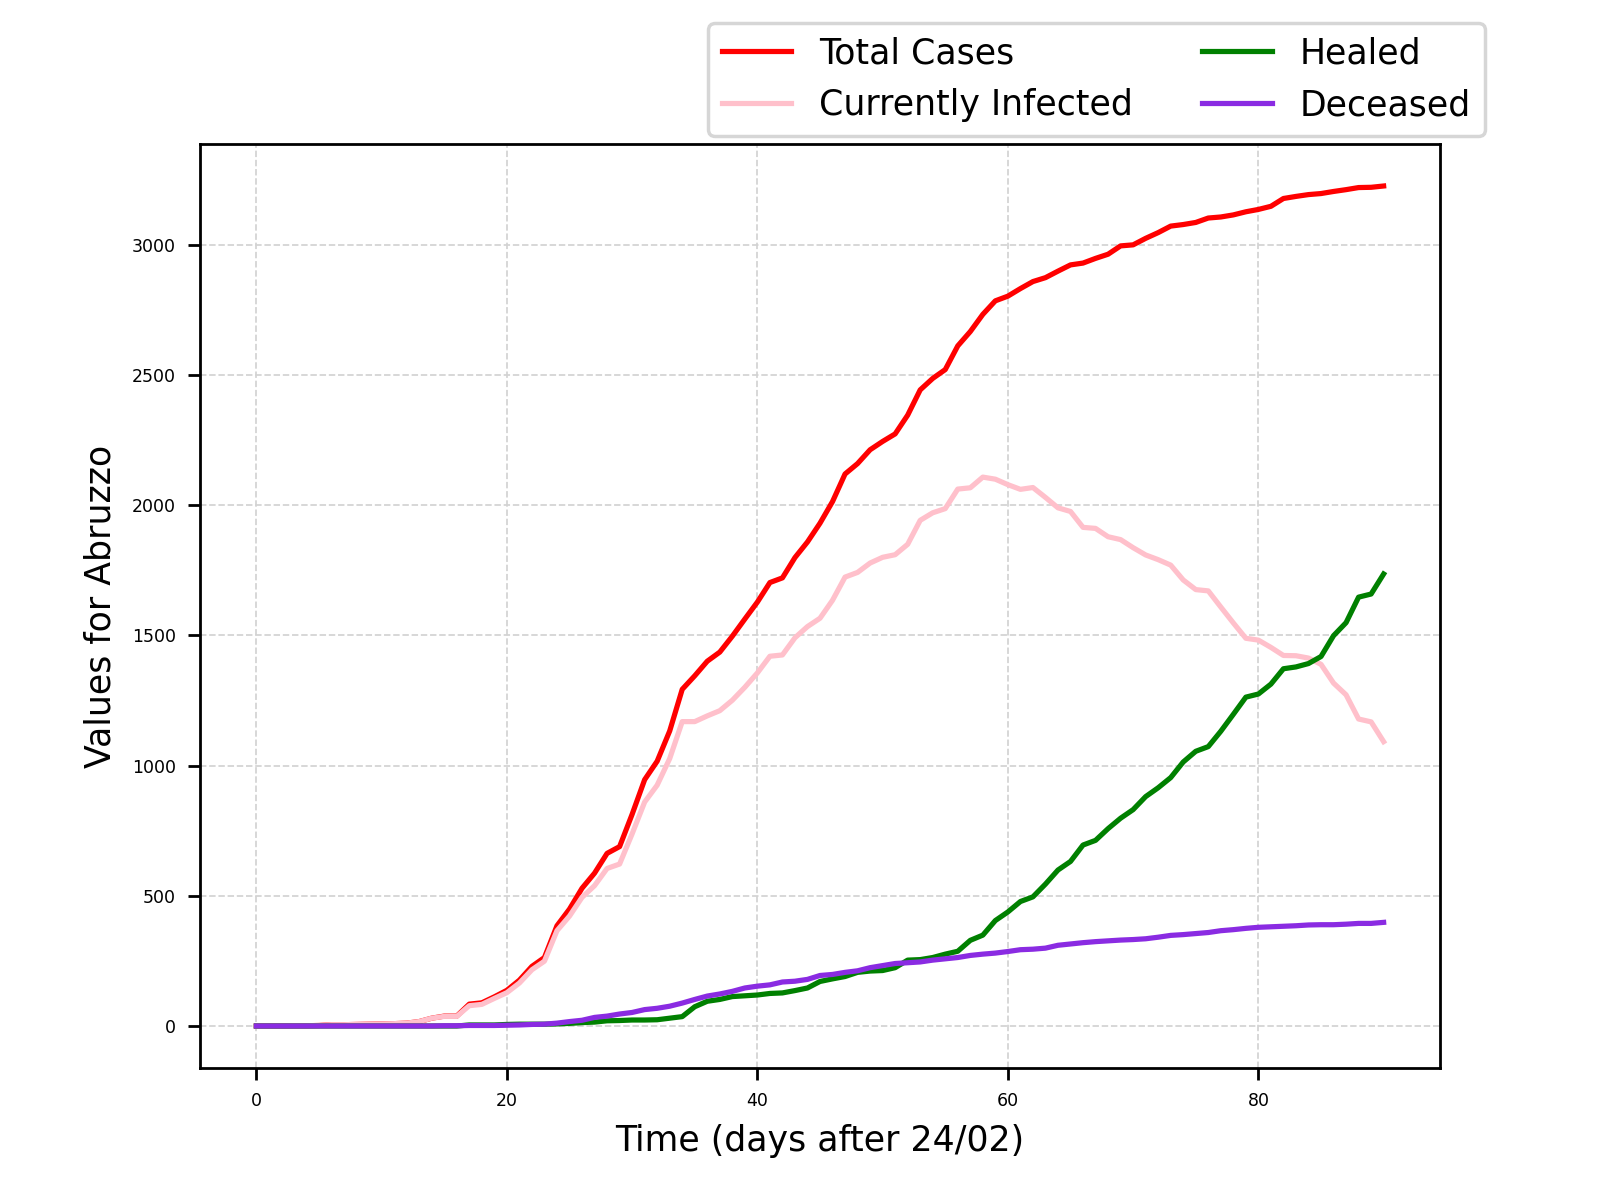 Total Cases
Currently Infected
Healed
Deceased
Values for Abruzzo
3000
2500
2000
1500
1000
500
0
0 20 40 60 80
Time (days after 24/02)